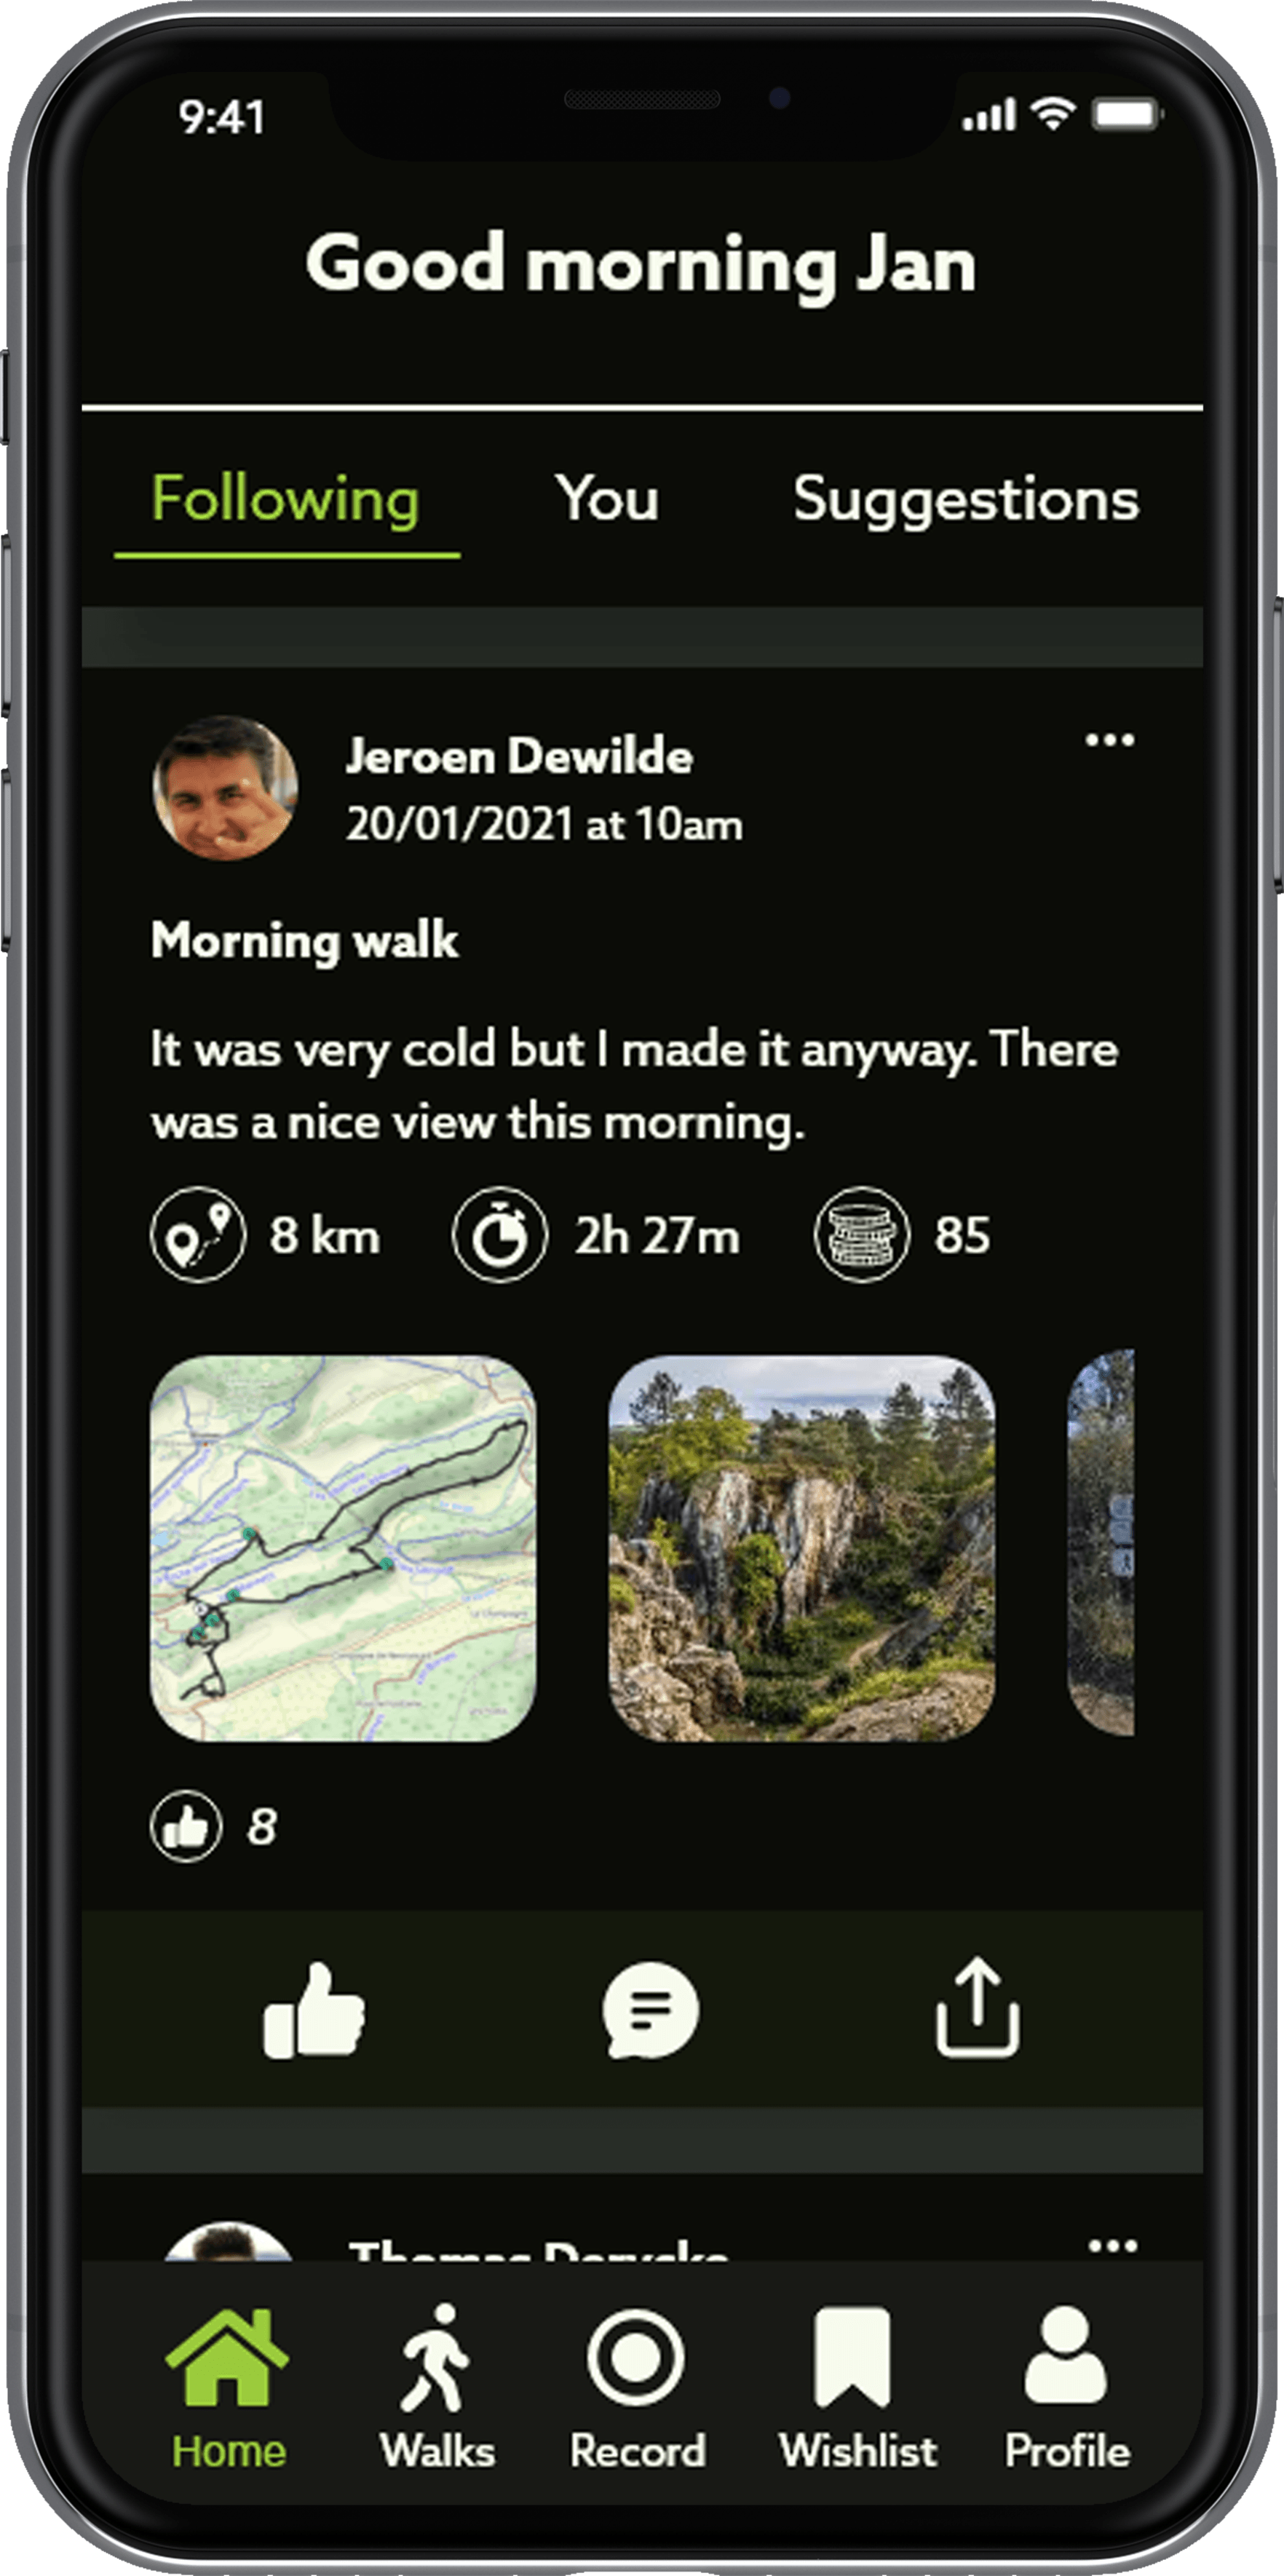 9:41
Good morning Jan
Following You Suggestions
Jeroen Dewilde
20/01/2021 at 10am
Morning walk
It was very cold but I made it anyway. There
was a nice view this morning.
8 km 2h 27m 85
8
Thomas
Home Walks Record Wishlist Profile